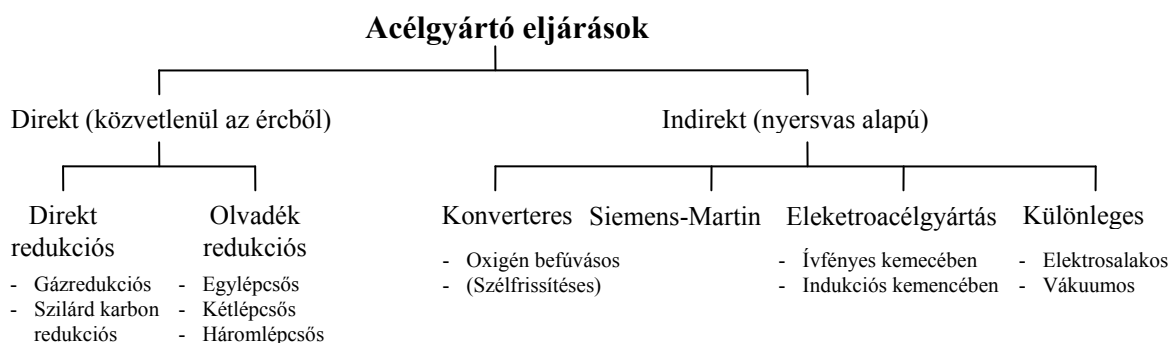 Acélgyártó eljárások
Direkt (közvetlenül az ércből)
Indirekt (nyersvas alapú)
Direkt
redukciós
- Gázredukciós
- Szilárd karbon
redukciós
Olvadék
redukciós
- Egylépcsős
- Kétlépcsős
- Háromlépcsős
Konverteres
- Oxigén befúvásos
- (Szélfrissítéses)
Siemens-Martin
Eleketroacélgyártás
- Ívfényes kemecében
- Indukciós kemencében
Különleges
- Elektrosalakos
- Vákuumos